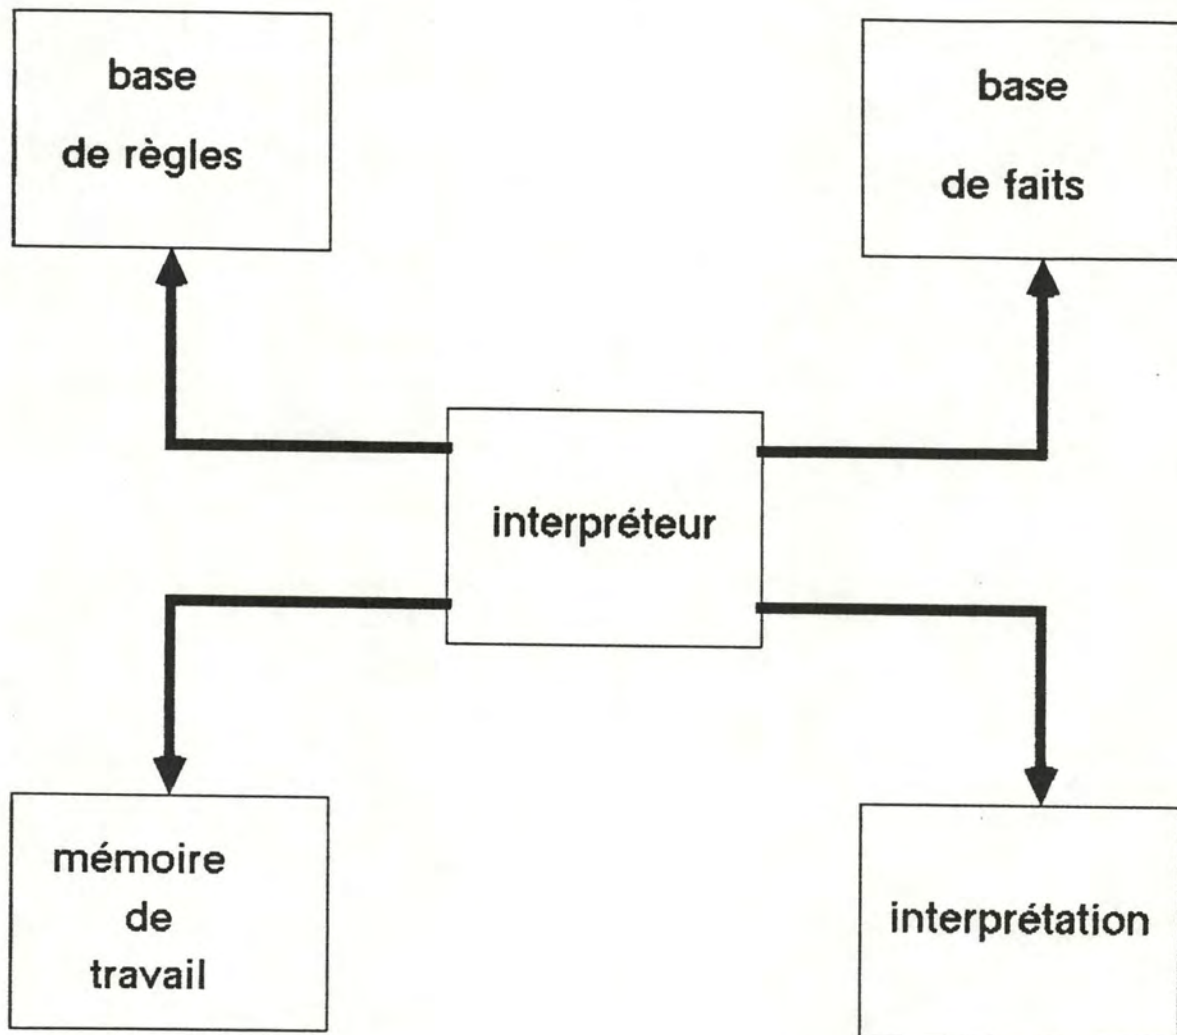 base
de règles
base
de faits
interpréteur
mémoire
de
travail
interprétation